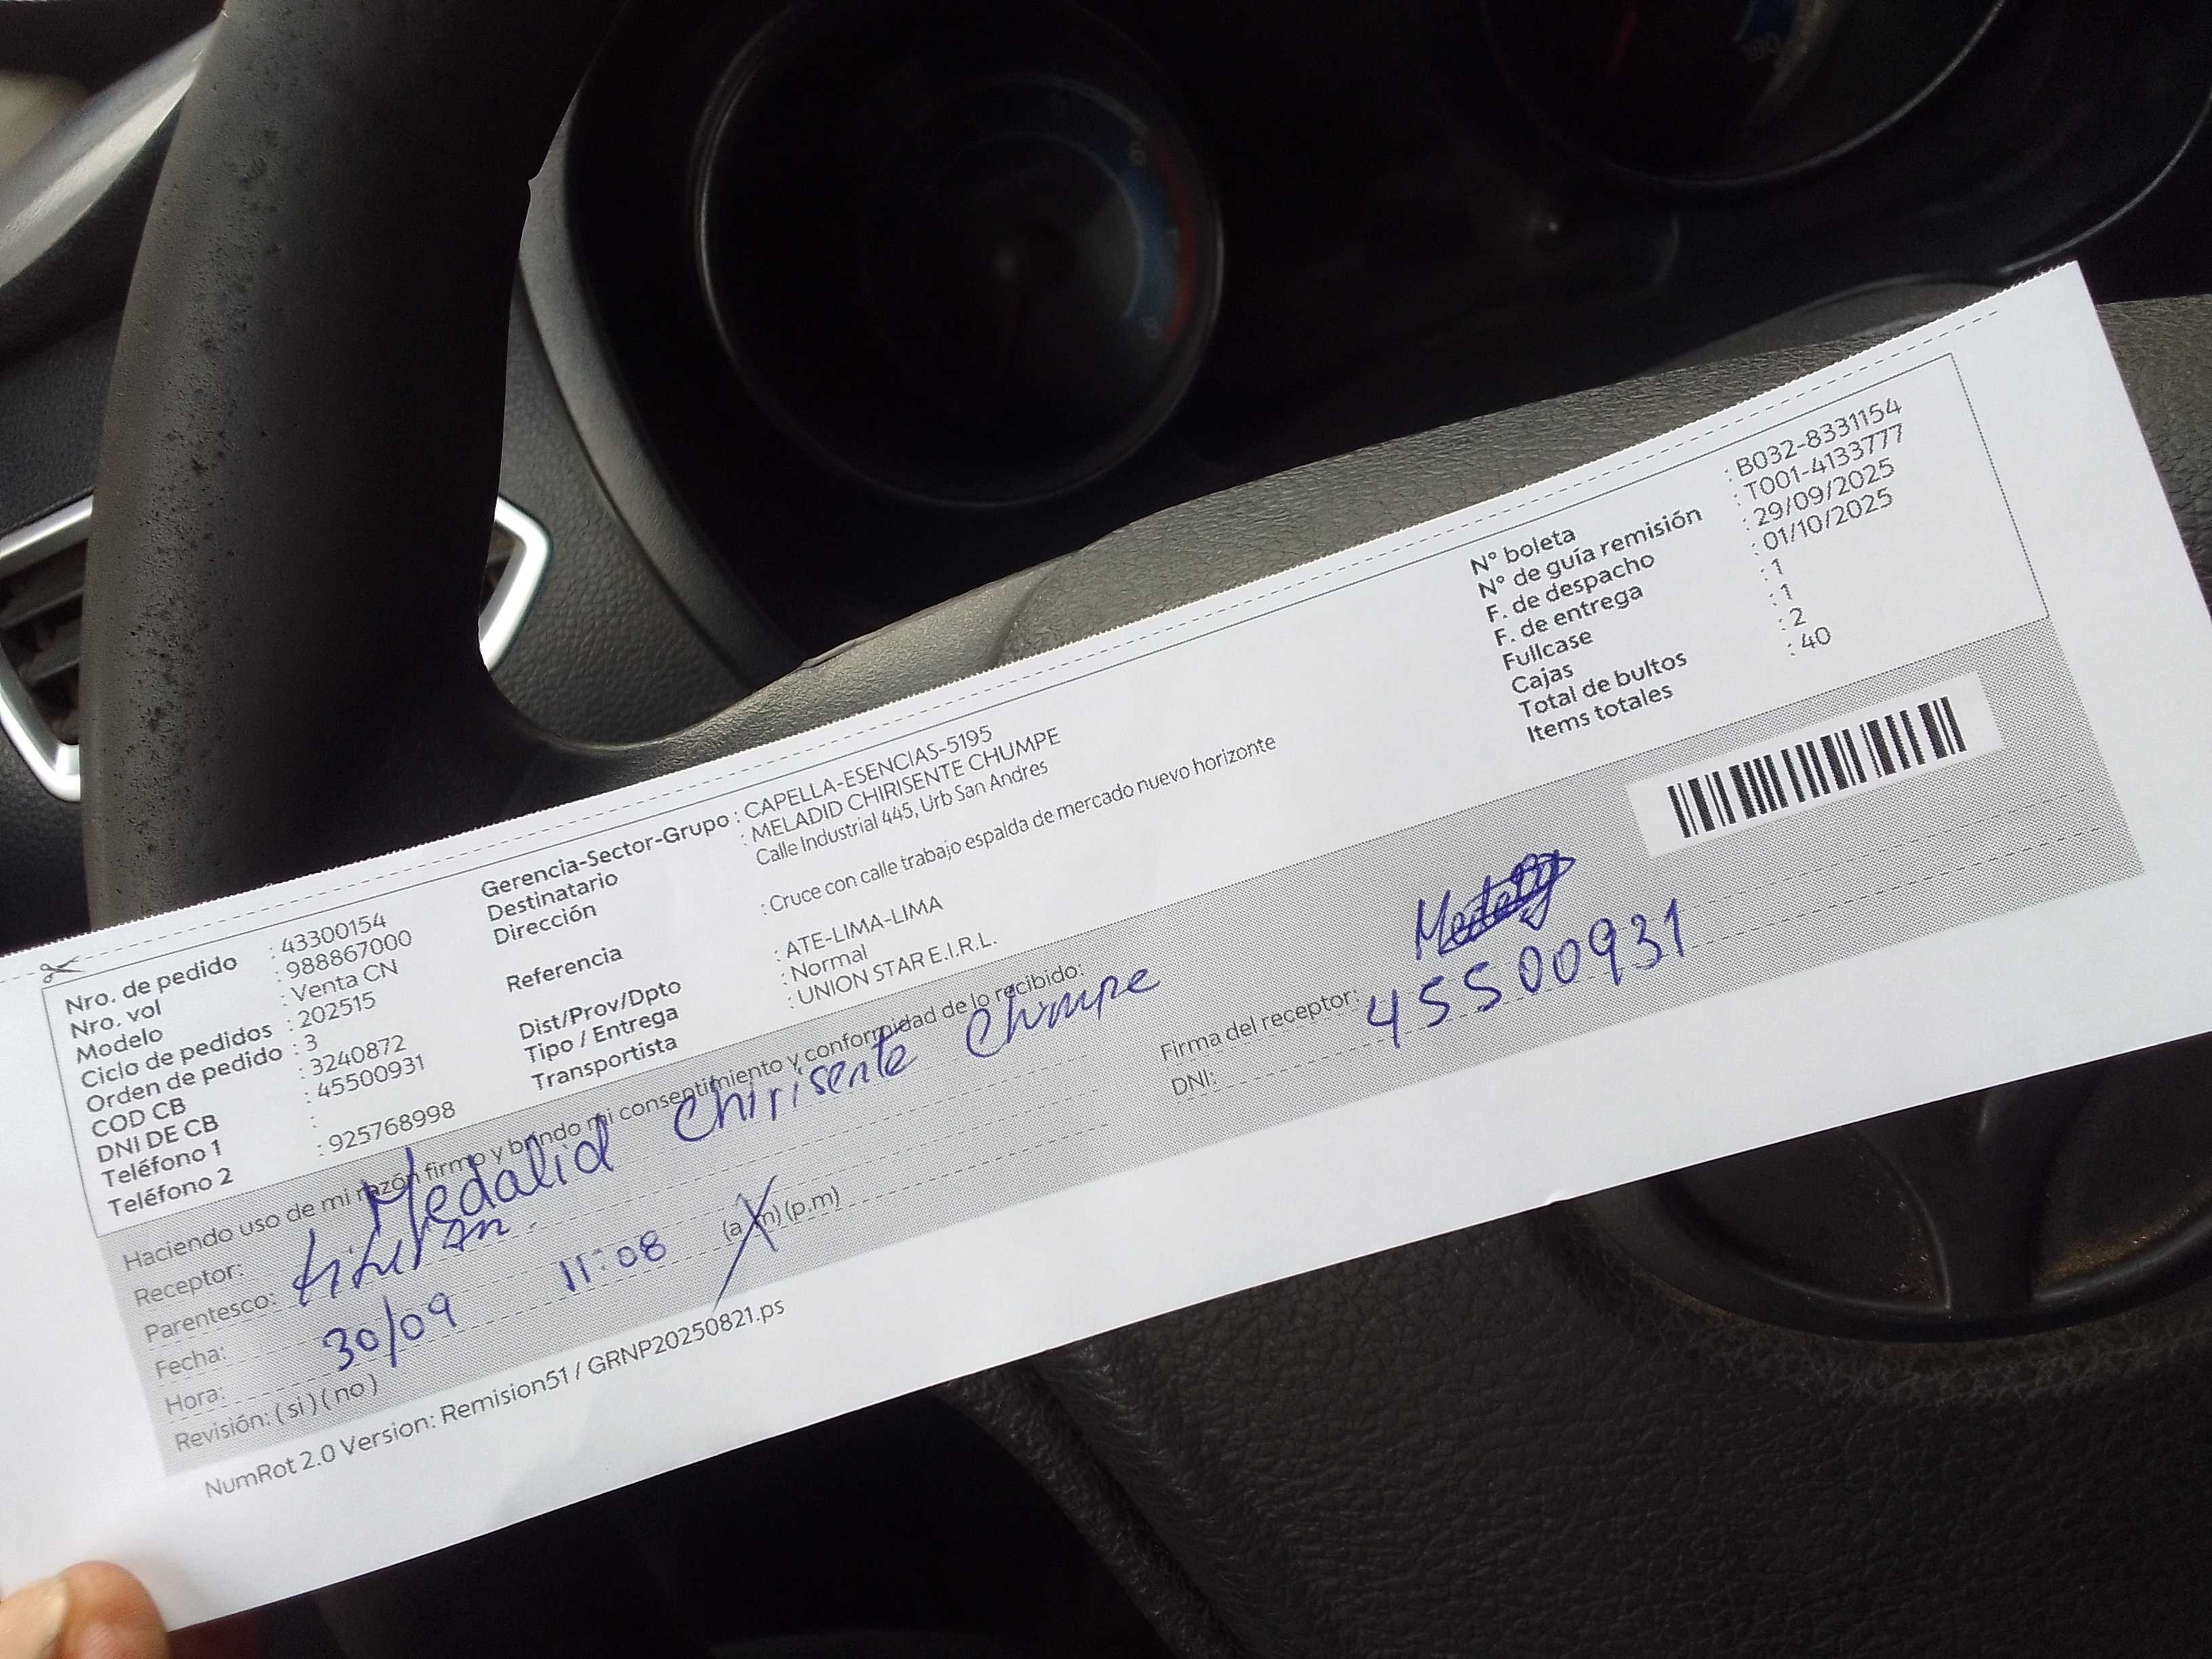 Nro. de pedido : 43300154
Nro. vol : 988867000
Modelo : Venta CN
Ciclo de pedidos : 202515
Orden de pedido : 3
COD CB : 3240872
DNI DE CB : 45500931
Teléfono 1 :
Teléfono 2 : 925768998
Gerencia-Sector-Grupo : CAPELLA-ESENCIAS-5195
Destinatario : MELADID CHIRISENTE CHUMPE
Dirección Calle Industrial 445, Urb San Andres
Referencia : Cruce con calle trabajo espalda de mercado nuevo horizonte
Dist/Prov/Dpto : ATE-LIMA-LIMA
Tipo / Entrega : Normal
Transportista : UNION STAR E.I.R.L.
N° boleta : B032-8331154
N° de guía remisión : T001-4133777
F. de despacho : 29/09/2025
F. de entrega : 01/10/2025
Fullcase : 1
Cajas : 1
Total de bultos : 2
Items totales : 40
Haciendo uso de mi razón firmo y brindo mi consentimiento y conformidad de lo recibido:
Receptor: Medalid Chirisente Chumpe
Parentesco:
Fecha: 30/09
Hora: 11:08 (a.m) (p.m)
Revisión: ( si ) ( no )
Firma del receptor:
DNI: 45500931
NumRot 2.0 Version: Remision51 / GRNP20250821.ps